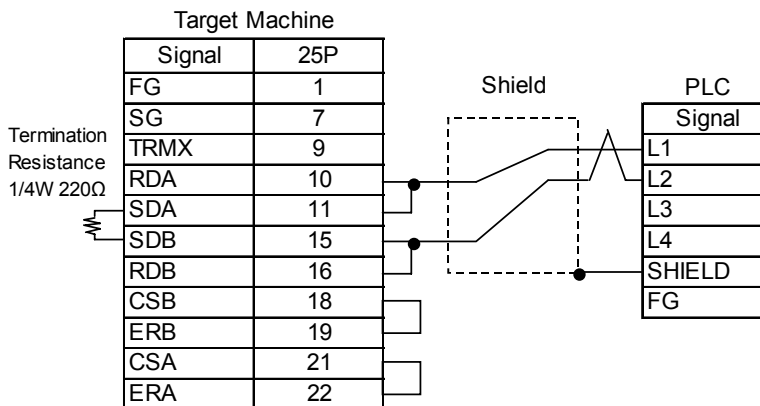 Target Machine
Signal 25P
FG 1
SG 7
TRMX 9
RDA 10
SDA 11
SDB 15
RDB 16
CSB 18
ERB 19
CSA 21
ERA 22
Termination
Resistance
1/4W 220Ω
Shield
PLC
Signal
L1
L2
L3
L4
SHIELD
FG